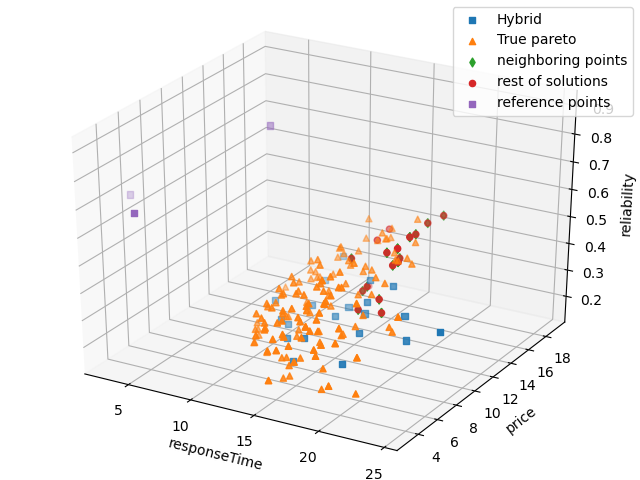 Hybrid
True pareto
neighboring points
rest of solutions
reference points
0.9
0.8
0.7
0.6
0.5
0.4
0.3
0.2
reliability
18
16
14
12
10
8
6
4
price
5
10
15
20
25
responseTime